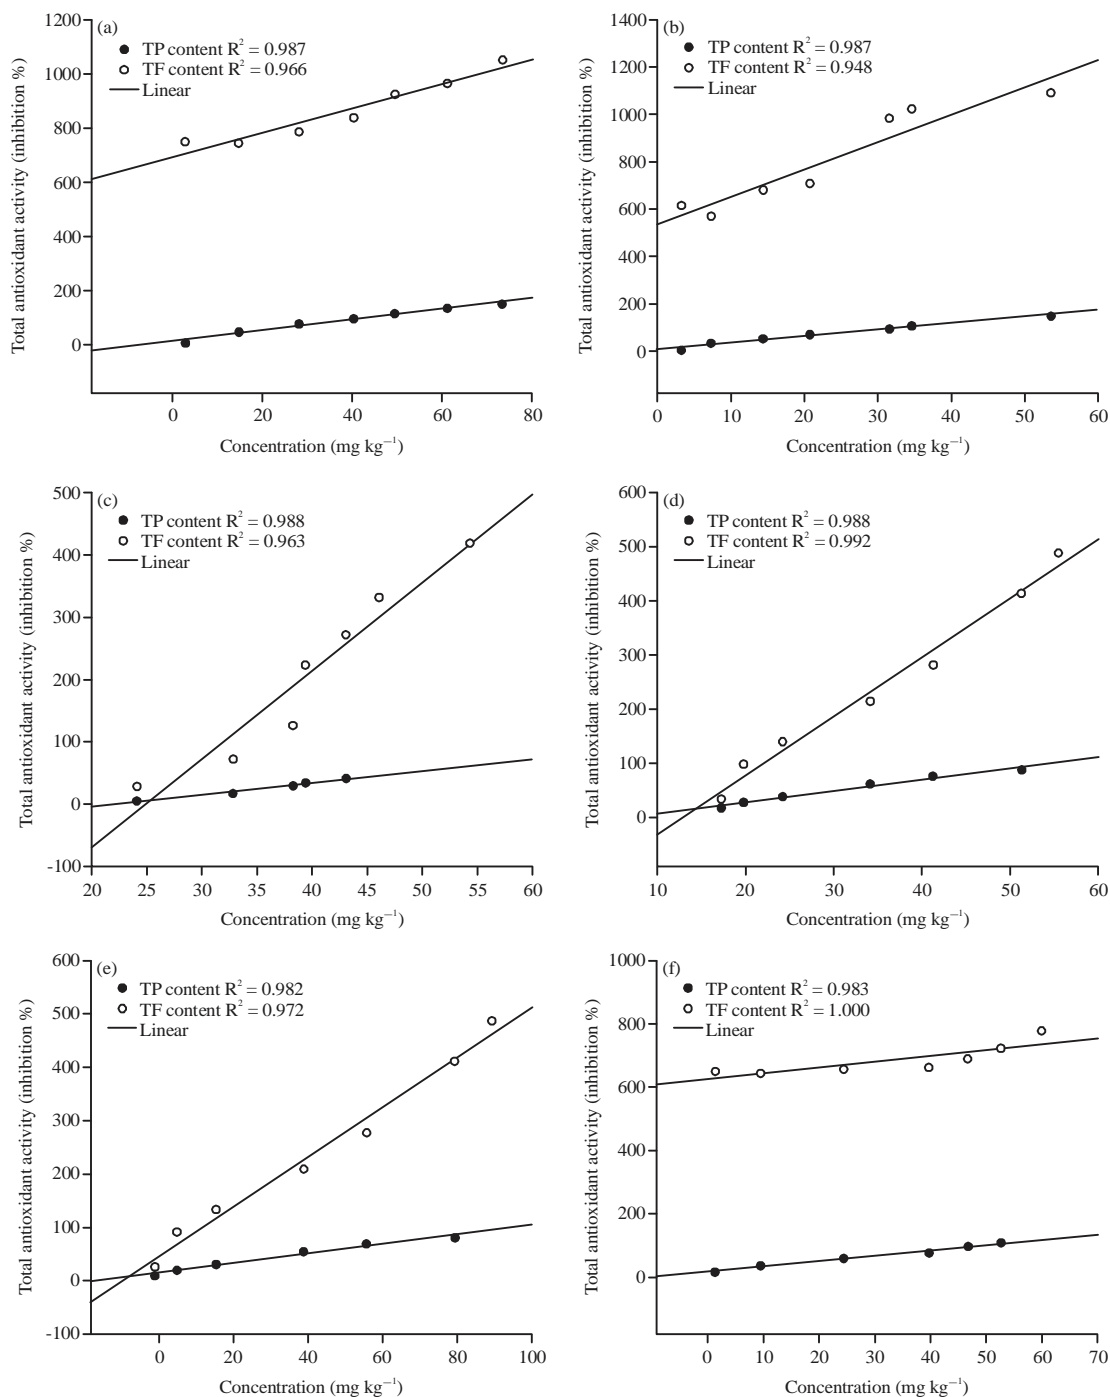 (a)
TP content R² = 0.987
TF content R² = 0.966
Linear
Total antioxidant activity (inhibition %)
1200
1000
800
600
400
200
0
0 20 40 60 80
Concentration (mg kg⁻¹)
(b)
TP content R² = 0.987
TF content R² = 0.948
Linear
Total antioxidant activity (inhibition %)
1400
1200
1000
800
600
400
200
0
0 10 20 30 40 50 60
Concentration (mg kg⁻¹)
(c)
TP content R² = 0.988
TF content R² = 0.963
Linear
Total antioxidant activity (inhibition %)
500
400
300
200
100
0
-100
20 25 30 35 40 45 50 55 60
Concentration (mg kg⁻¹)
(d)
TP content R² = 0.988
TF content R² = 0.992
Linear
Total antioxidant activity (inhibition %)
600
500
400
300
200
100
0
10 20 30 40 50 60
Concentration (mg kg⁻¹)
(e)
TP content R² = 0.982
TF content R² = 0.972
Linear
Total antioxidant activity (inhibition %)
600
500
400
300
200
100
0
-100
0 20 40 60 80 100
Concentration (mg kg⁻¹)
(f)
TP content R² = 0.983
TF content R² = 1.000
Linear
Total antioxidant activity (inhibition %)
1000
800
600
400
200
0
0 10 20 30 40 50 60 70
Concentration (mg kg⁻¹)